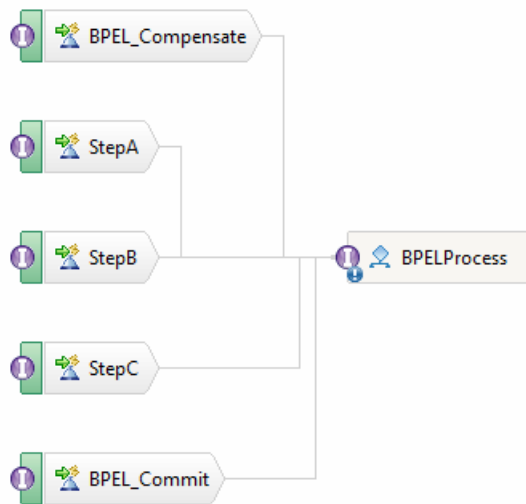 BPEL_Compensate
StepA
StepB
BPELProcess
StepC
BPEL_Commit